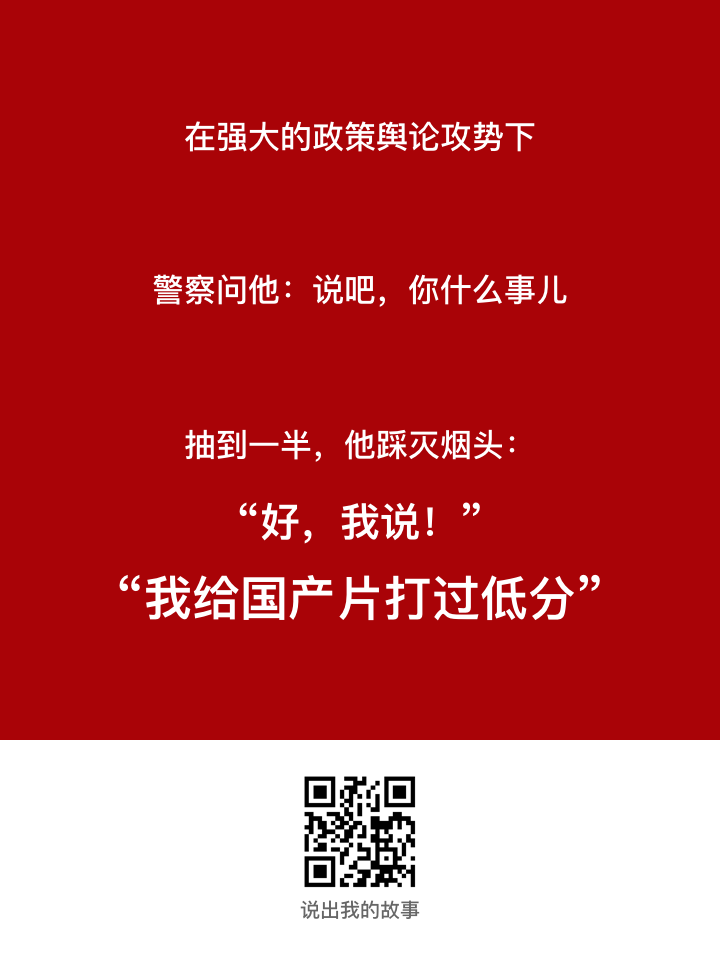 在强大的政策舆论攻势下
警察问他：说吧，你什么事儿
抽到一半，他踩灭烟头：
“好，我说！”
“我给国产片打过低分”
说出我的故事